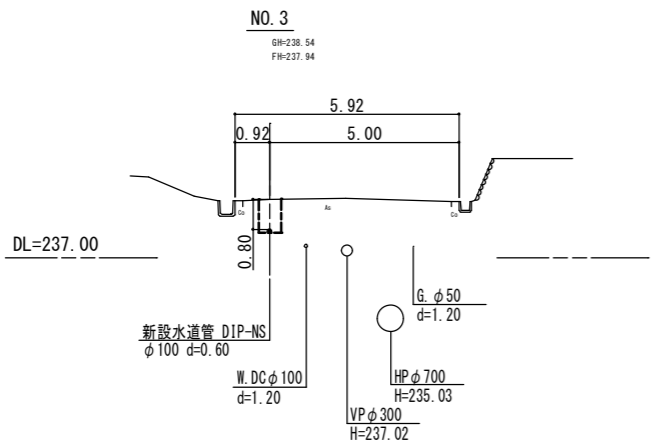 NO. 3
GH=238.54
FH=237.94
5.92
0.92
5.00
Co
As
Co
DL=237.00
0.80
G. φ50
d=1.20
新設水道管 DIP-NS
φ100 d=0.60
W.DCφ100
d=1.20
HPφ700
H=235.03
VPφ300
H=237.02